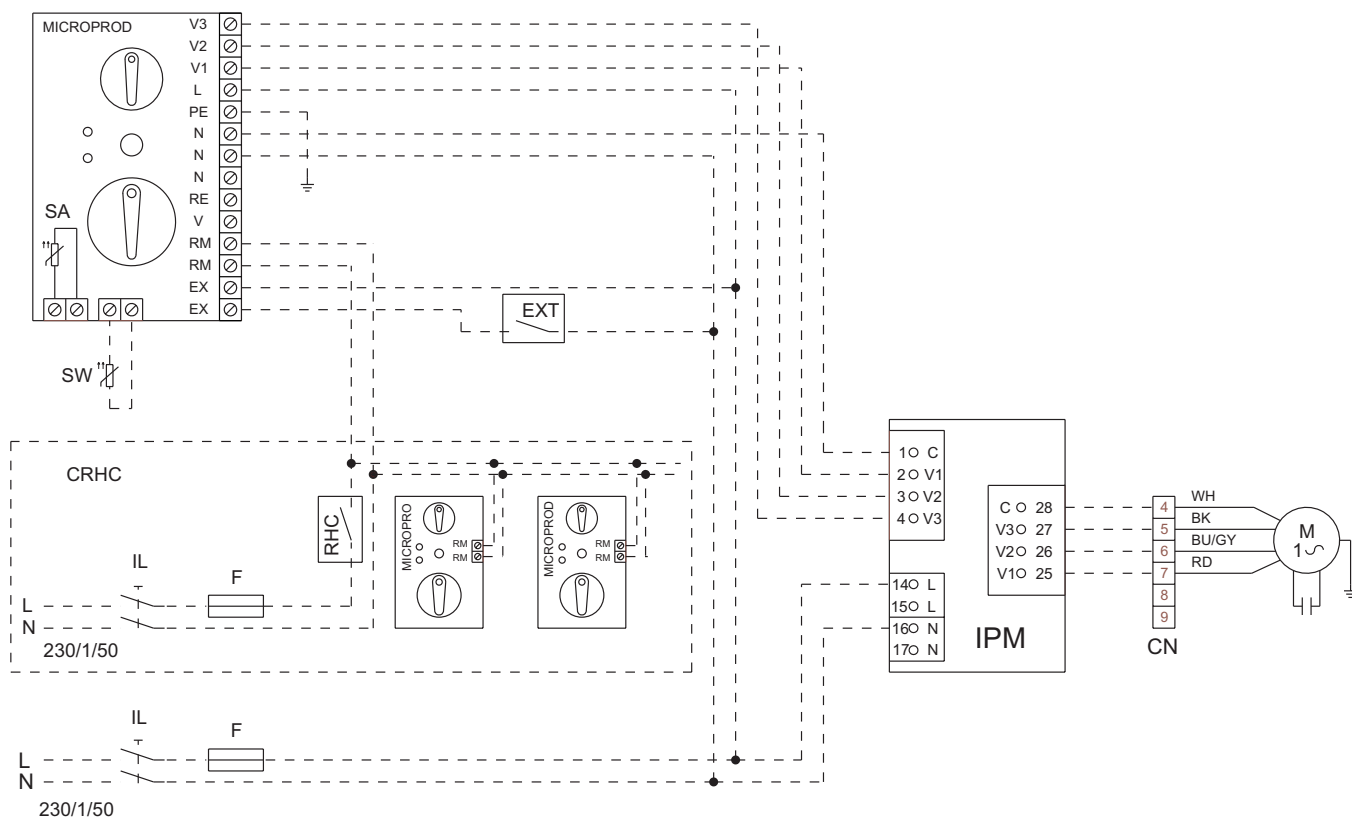 MICROPROD
V3
V2
V1
L
PE
N
N
N
RE
V
RM
RM
EX
EX
SA
SW
EXT
CRHC
RHC
MICROPRO
RM
RM
MICROPROD
RM
RM
IL
F
L
N
230/1/50
IL
F
L
N
230/1/50
1 C
2 V1
3 V2
4 V3
14 L
15 L
16 N
17 N
C 28
V3 27
V2 26
V1 25
IPM
4
5
6
7
8
9
CN
WH
BK
BU/GY
RD
M
1